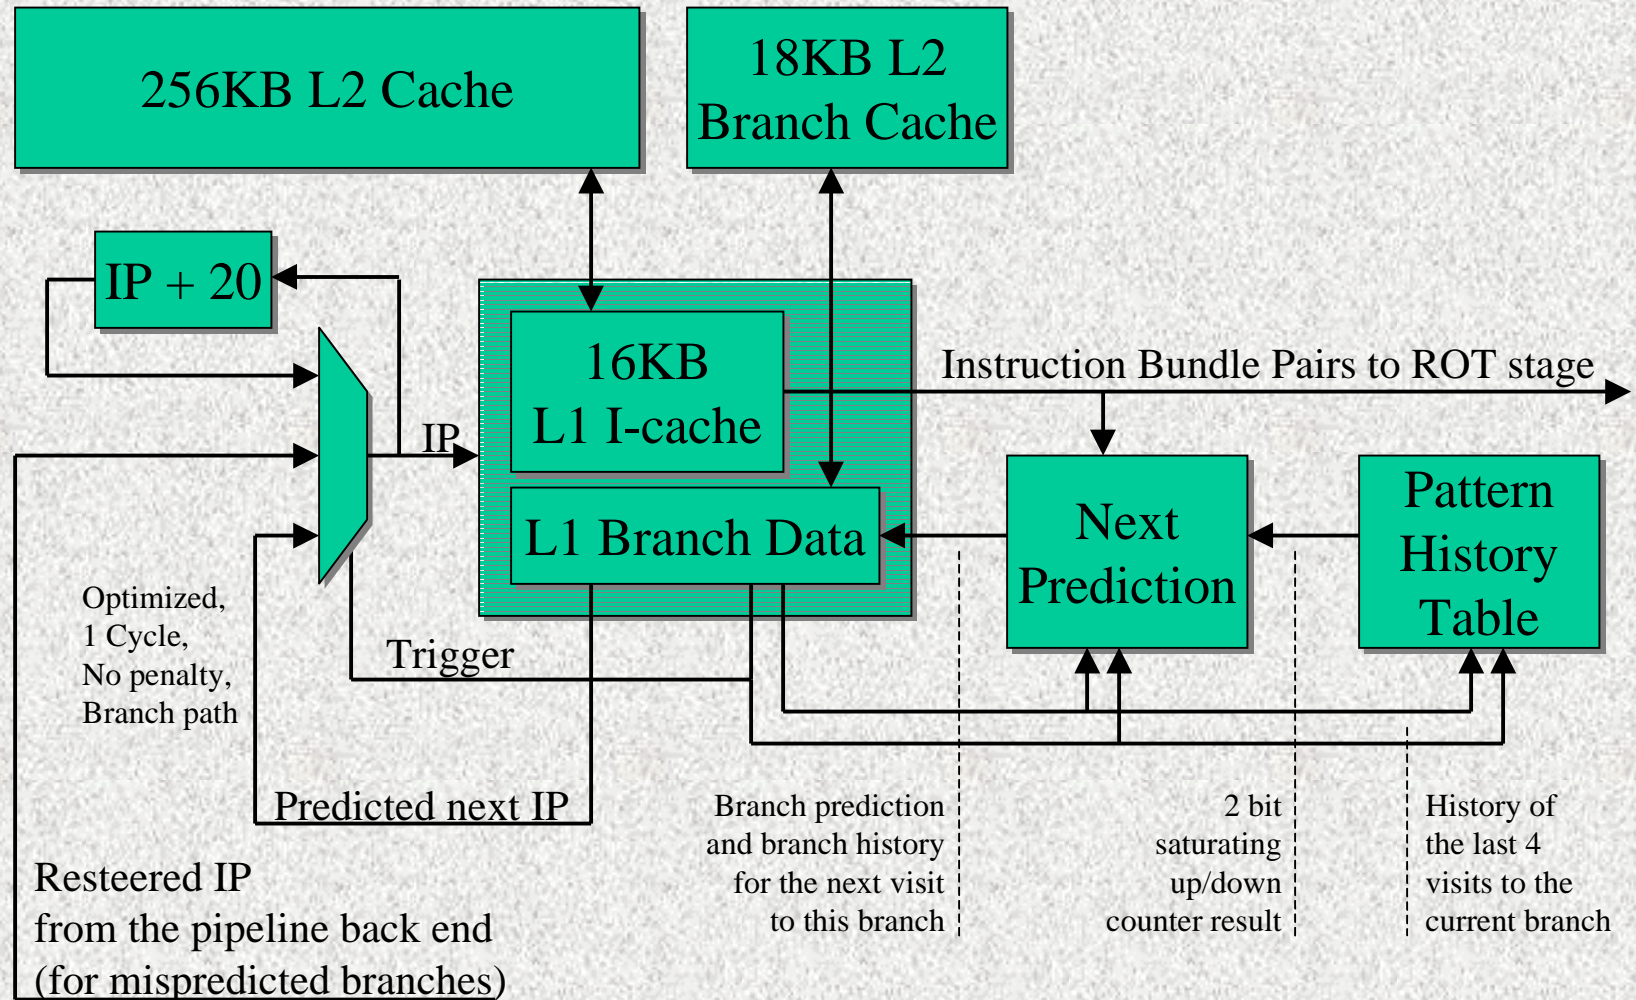 256KB L2 Cache
18KB L2
Branch Cache
IP + 20
16KB
L1 I-cache
Instruction Bundle Pairs to ROT stage
IP
L1 Branch Data
Next
Prediction
Pattern
History
Table
Optimized,
1 Cycle,
No penalty,
Branch path
Trigger
Predicted next IP
Branch prediction
and branch history
for the next visit
to this branch
2 bit
saturating
up/down
counter result
History of
the last 4
visits to the
current branch
Resteered IP
from the pipeline back end
(for mispredicted branches)